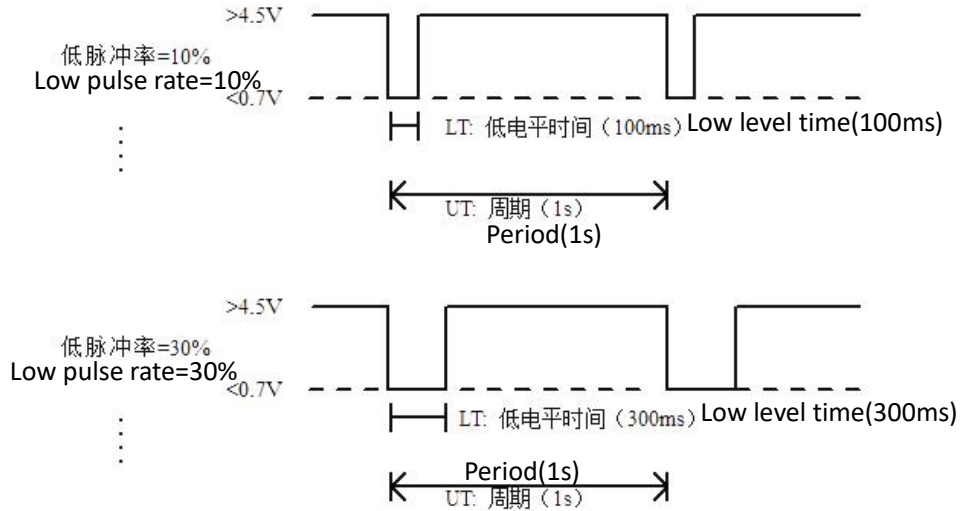 >4.5V
低脉冲率=10%
Low pulse rate=10%
<0.7V
LT: 低电平时间（100ms） Low level time(100ms)
UT: 周期（1s）
Period(1s)
>4.5V
低脉冲率=30%
Low pulse rate=30%
<0.7V
LT: 低电平时间（300ms） Low level time(300ms)
Period(1s)
UT: 周期（1s）